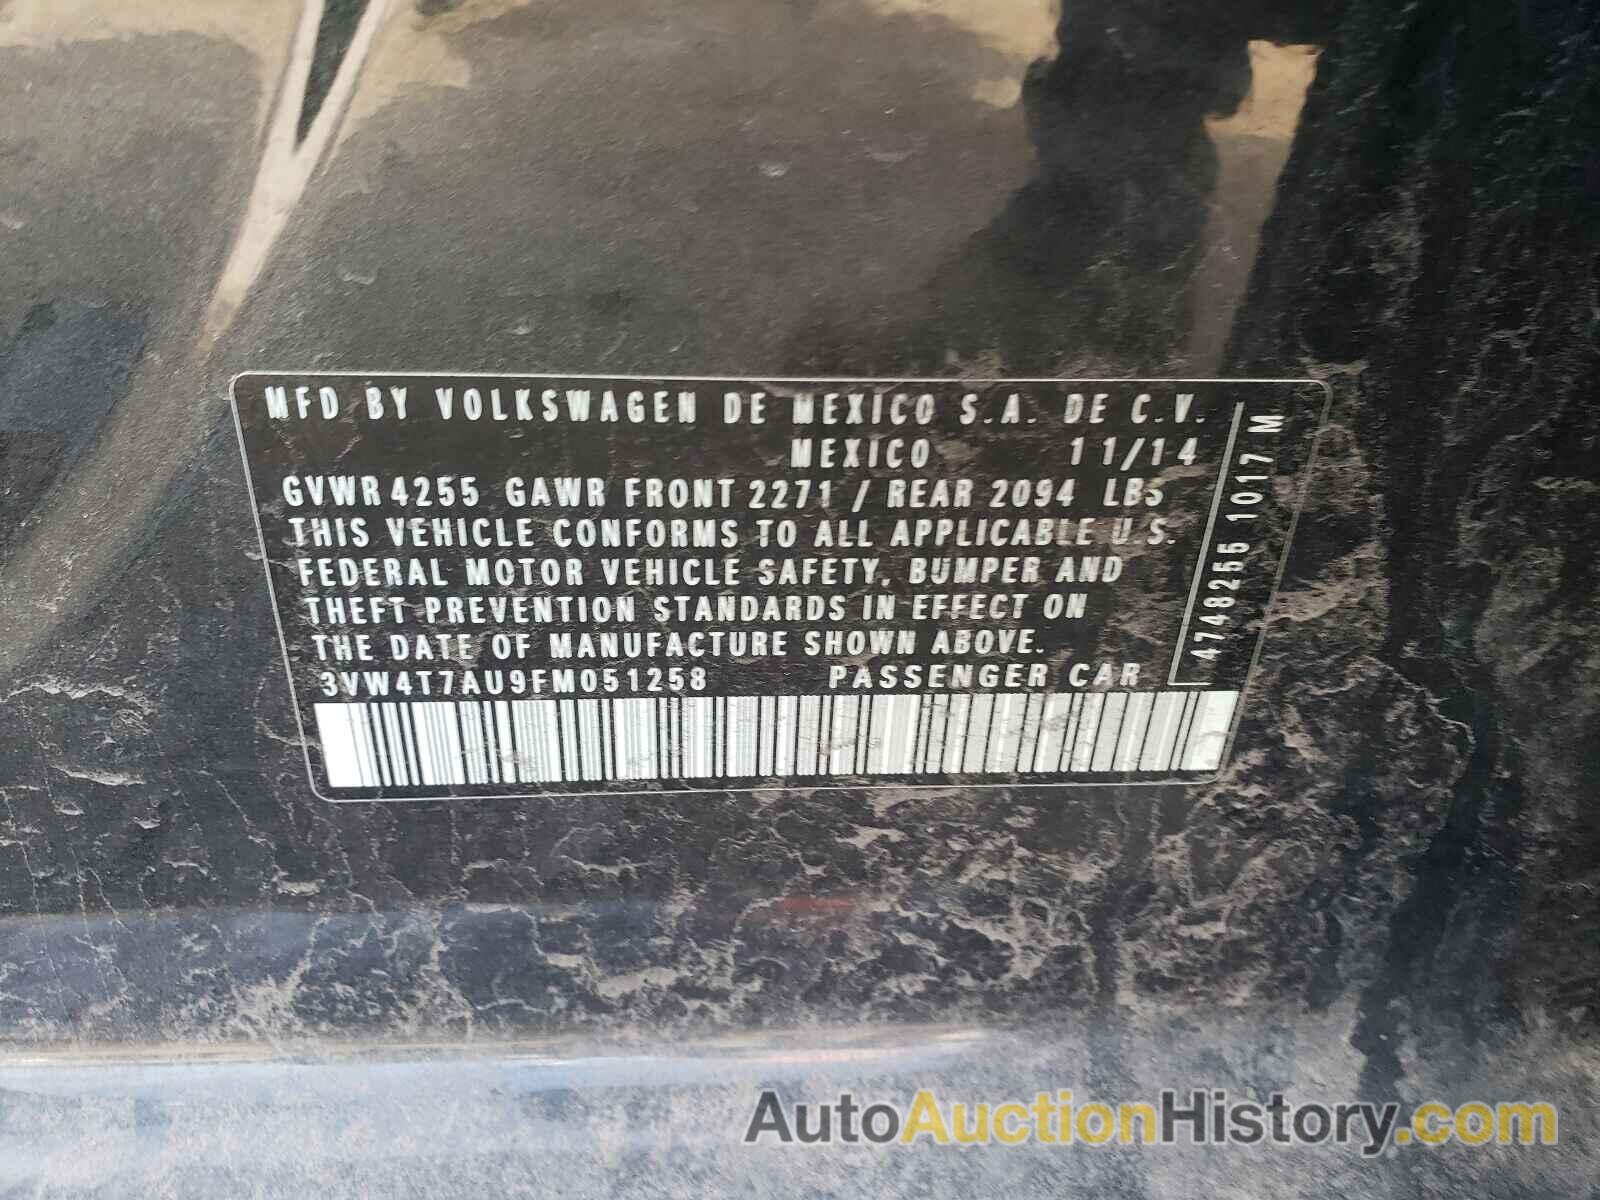 MFD BY VOLKSWAGEN DE MEXICO S.A. DE C.V.
MEXICO 11/14
GVWR 4255 GAWR FRONT 2271 / REAR 2094 LBS
THIS VEHICLE CONFORMS TO ALL APPLICABLE U.S.
FEDERAL MOTOR VEHICLE SAFETY, BUMPER AND
THEFT PREVENTION STANDARDS IN EFFECT ON
THE DATE OF MANUFACTURE SHOWN ABOVE.
3VW4T7AU9FM051258 PASSENGER CAR
4748256 1017 M
AutoAuctionHistory.com